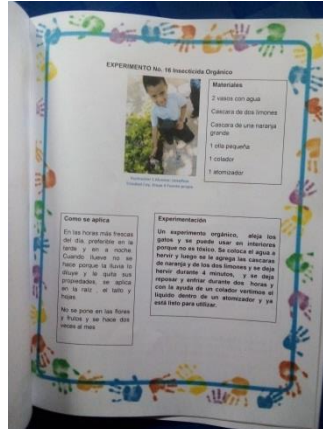 EXPERIMENTO No. 16 Insecticida Orgánico
Materiales
2 vasos con agua
Cascara de dos limones
Cascara de una naranja
grande
1 olla pequeña
1 colador
1 atomizador
Como se aplica
En las horas más frescas
del día, preferible en la
tarde y en a noche.
Cuando llueve no se
hace porque la lluvia lo
diluye y le quita sus
propiedades, se aplica
en la raíz , el tallo y
hojas.
No se pone en las flores
y frutos y se hace dos
veces al mes
Experimentación
Un experimento orgánico, aleja los
gatos y se puede usar en interiores
porque no es tóxico. Se coloca el agua a
hervir y luego se le agrega las cascaras
de naranja y de los dos limones y se deja
hervir durante 4 minutos, y se deja
reposar y enfriar durante dos horas y
con la ayuda de un colador vertimos el
líquido dentro de un atomizador y ya
está listo para utilizar.